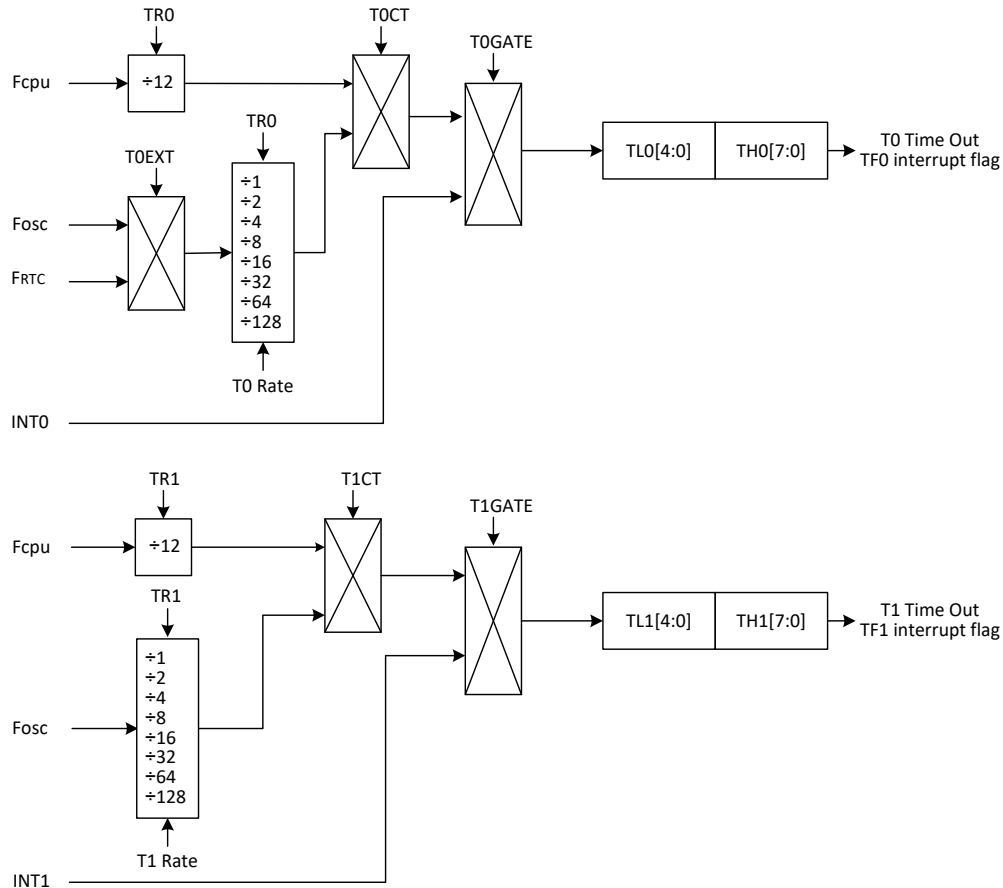 TR0
T0CT
T0GATE
Fcpu
÷12
TR0
T0EXT
÷1
÷2
÷4
÷8
÷16
÷32
÷64
÷128
Fosc
FRTC
T0 Rate
INT0
TL0[4:0]
TH0[7:0]
T0 Time Out
TF0 interrupt flag
TR1
T1CT
T1GATE
Fcpu
÷12
TR1
÷1
÷2
÷4
÷8
÷16
÷32
÷64
÷128
Fosc
T1 Rate
INT1
TL1[4:0]
TH1[7:0]
T1 Time Out
TF1 interrupt flag